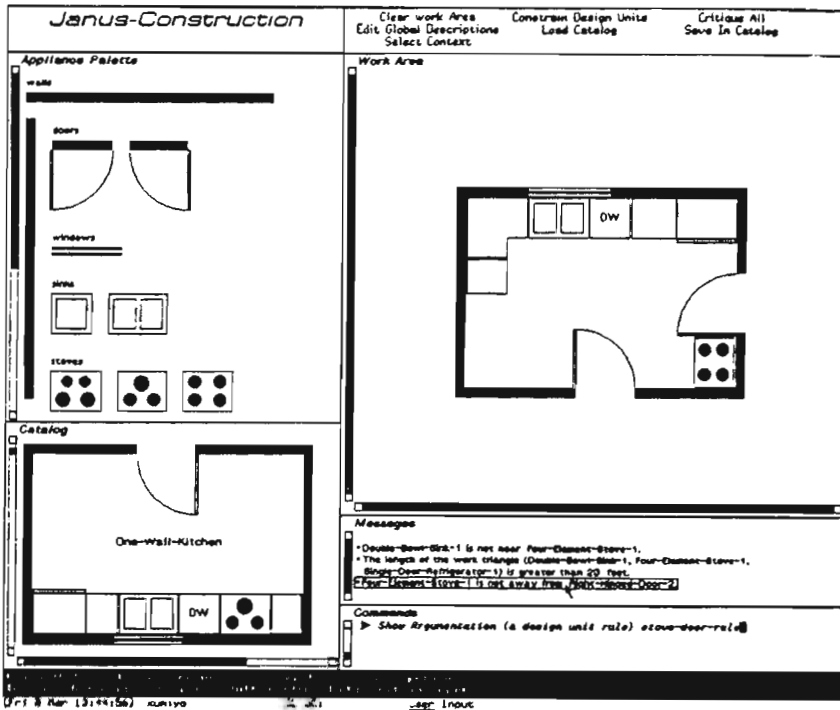 Janus-Construction
Clear work Area
Edit Global Descriptions
Select Context
Constrain Design Units
Load Catalog
Critique All
Save In Catalog
Appliance Palette
walls
doors
windows
sinks
stoves
Work Area
DW
Catalog
One-Wall-Kitchen
DW
Messages
• Double-Bowl-Sink-1 is not near Four-Element-Stove-1.
• The length of the work triangle (Double-Bowl-Sink-1, Four-Element-Stove-1,
Single-Door-Refrigerator-1) is greater than 23 feet.
• Four-Element-Stove-1 is not away from Right-Hinged-Door-2.
Commands
Show Argumentation (a design unit rule) stove-door-rule
Mar kumiyo
User Input